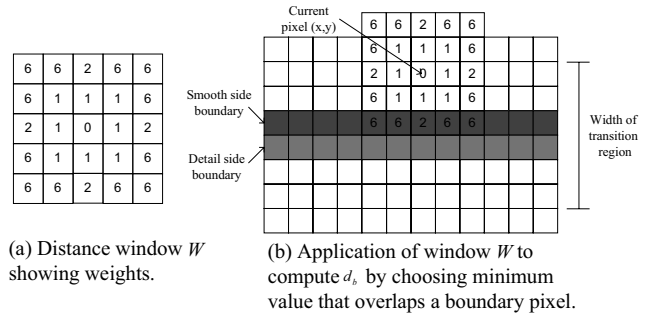 Current
pixel (x,y)
6 6 2 6 6
6 1 1 1 6
2 1 0 1 2
6 1 1 1 6
6 6 2 6 6
6 6 2 6 6
6 1 1 1 6
2 1 0 1 2
6 1 1 1 6
6 6 2 6 6
Smooth side
boundary
Detail side
boundary
Width of
transition
region
(a) Distance window W
showing weights.
(b) Application of window W to
compute d_b by choosing minimum
value that overlaps a boundary pixel.